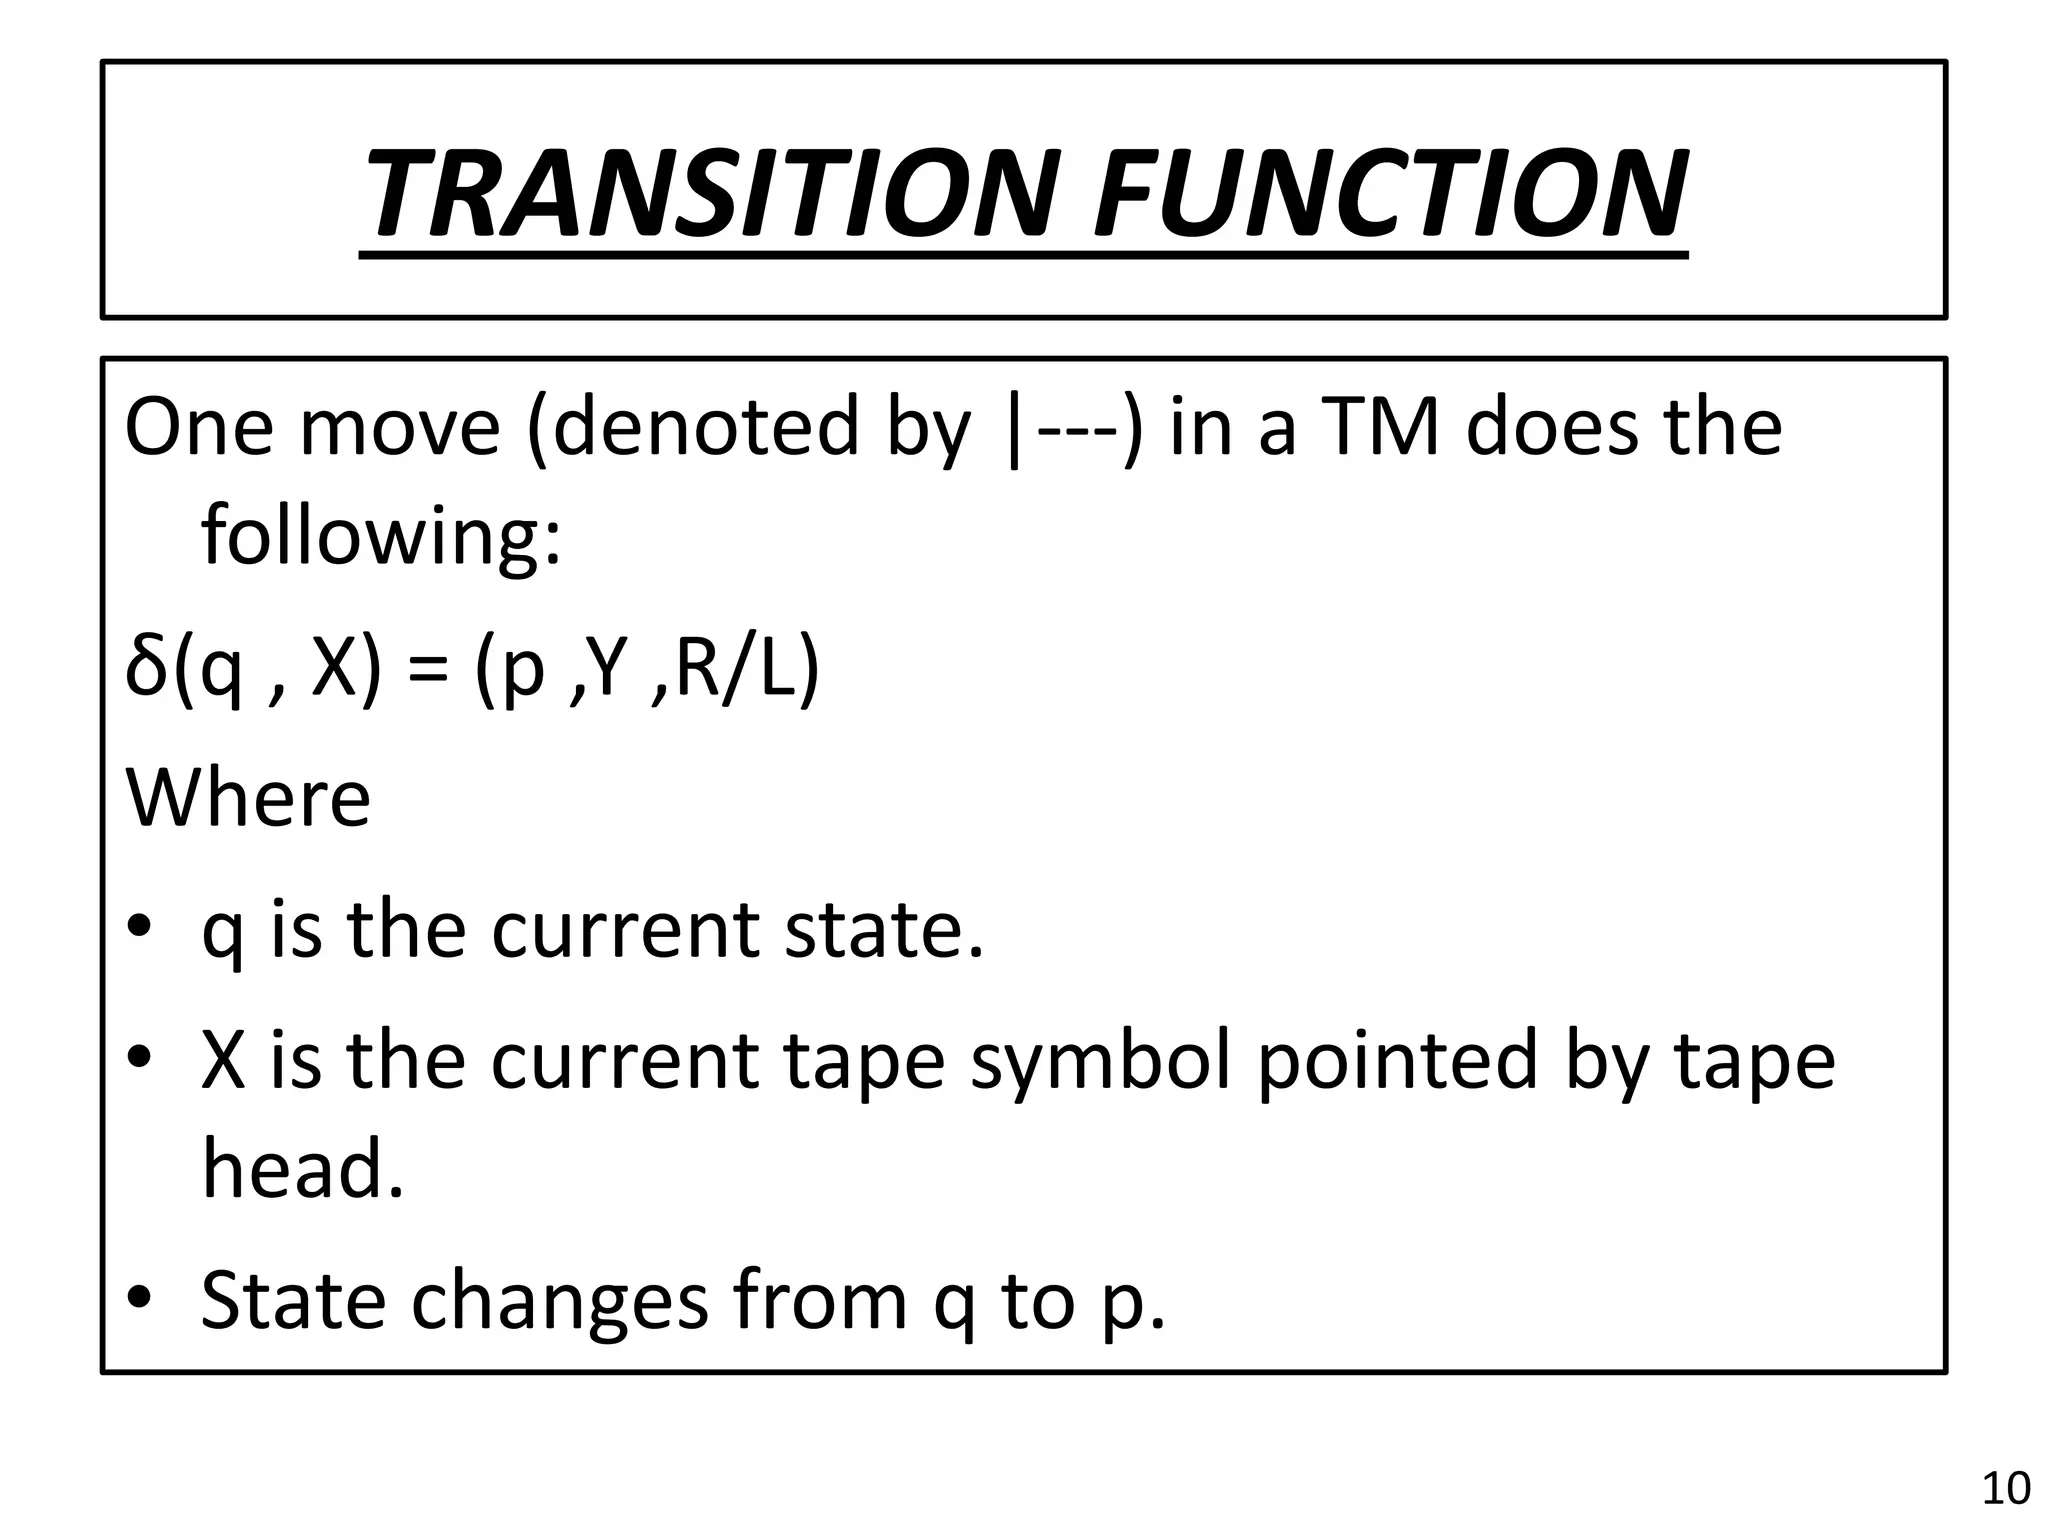 TRANSITION FUNCTION
One move (denoted by |---) in a TM does the
following:
δ(q , X) = (p ,Y ,R/L)
Where
• q is the current state.
• X is the current tape symbol pointed by tape
head.
• State changes from q to p.
10